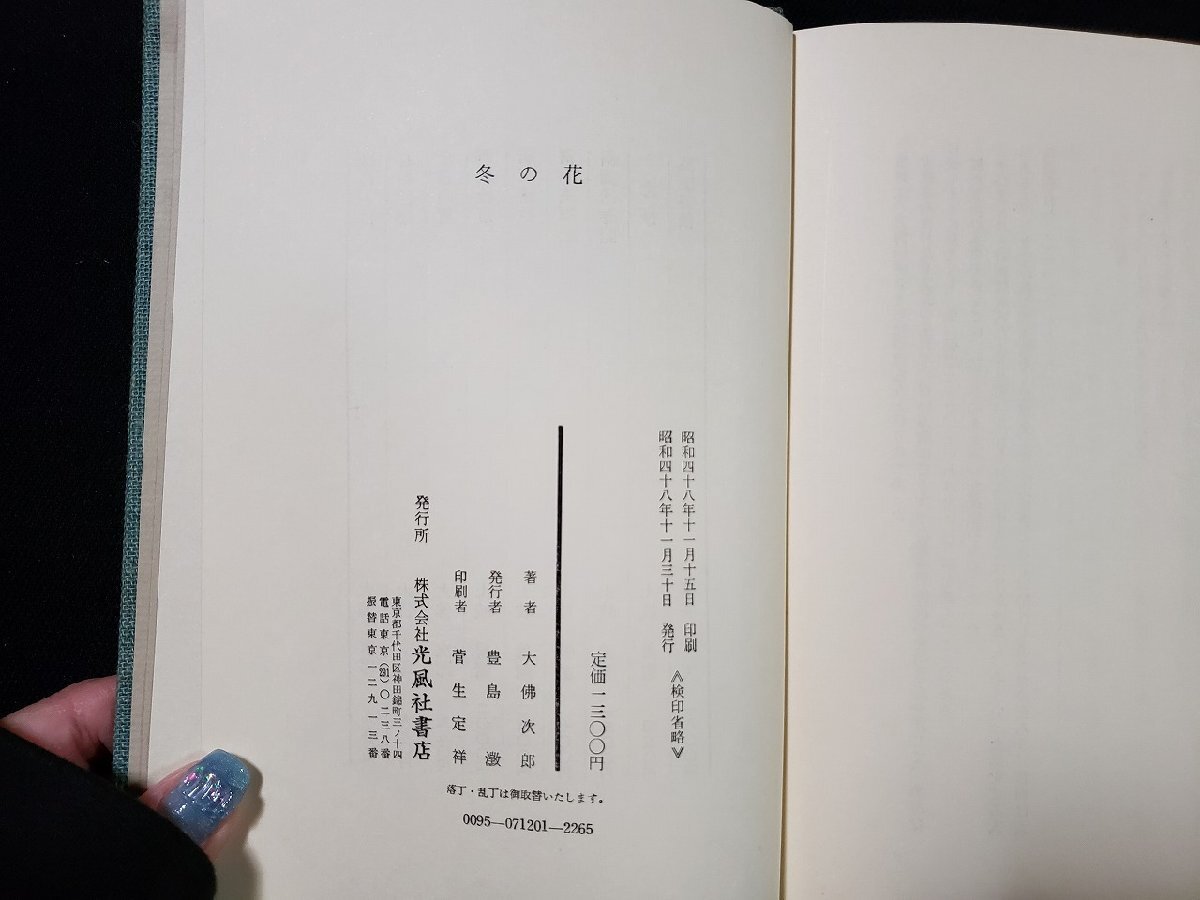 冬の花
昭和四十八年十一月十五日 印刷
昭和四十八年十一月三十日 発行
《検印省略》
定価一三〇〇円
著者 大佛次郎
発行者 豊島澂
印刷者 菅生定祥
発行所 株式会社光風社書店
東京都千代田区神田錦町三ノ十四
電話東京(291)〇二三八番
振替東京一二九一三番
落丁・乱丁は御取替いたします。
0095—071201—2265